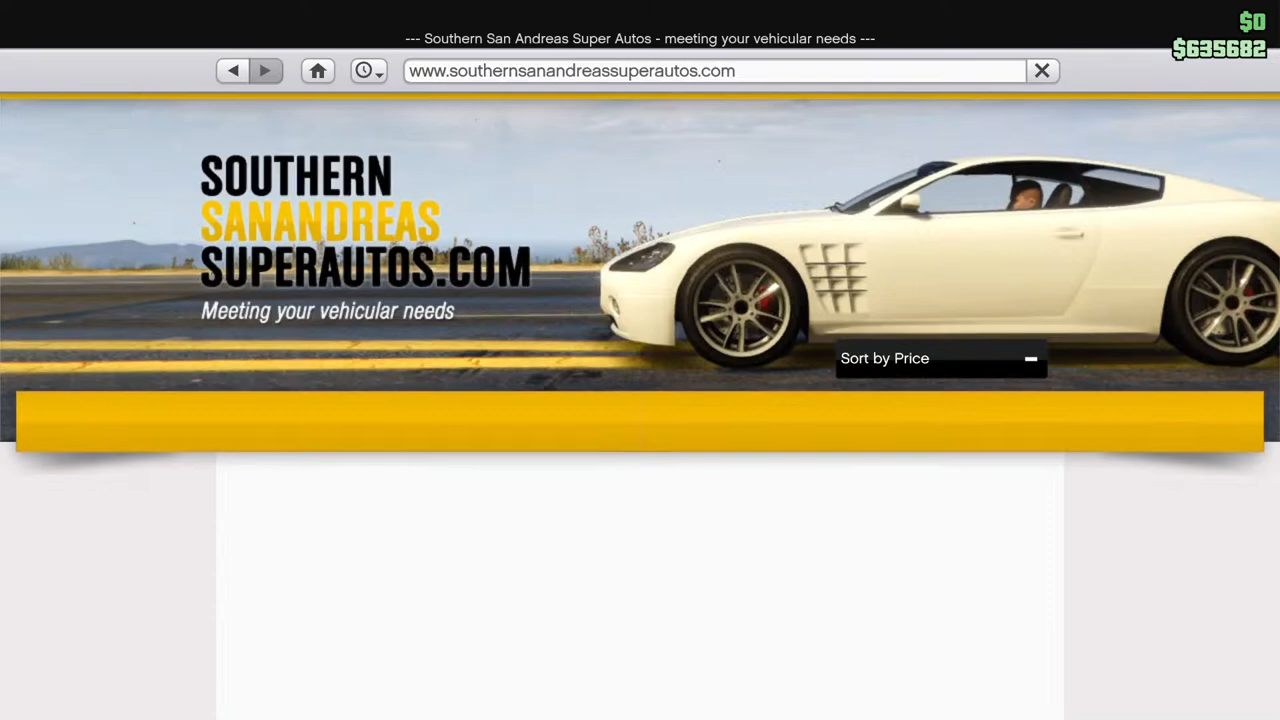 --- Southern San Andreas Super Autos - meeting your vehicular needs ---
$0
$635682
www.southernsanandreassuperautos.com
SOUTHERN
SANANDREAS
SUPERAUTOS.COM
Meeting your vehicular needs
Sort by Price